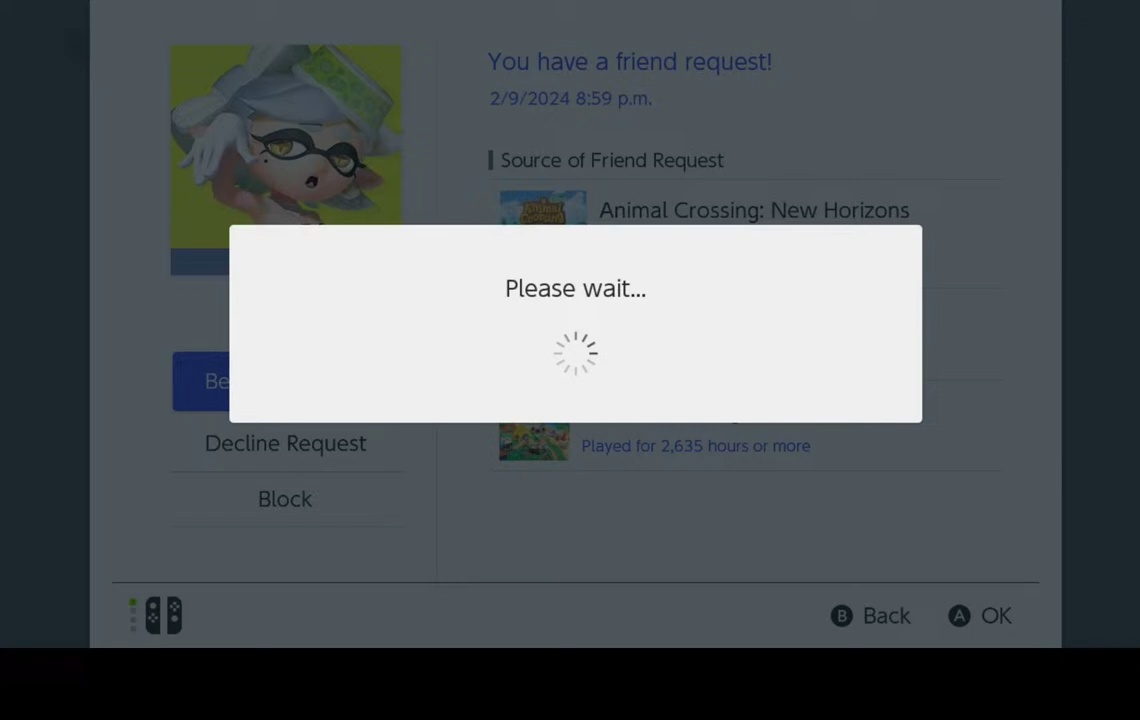 You have a friend request!
2/9/2024 8:59 p.m.
Source of Friend Request
Animal Crossing: New Horizons
Please wait...
Be
Decline Request
Played for 2,635 hours or more
Block
B Back
A OK